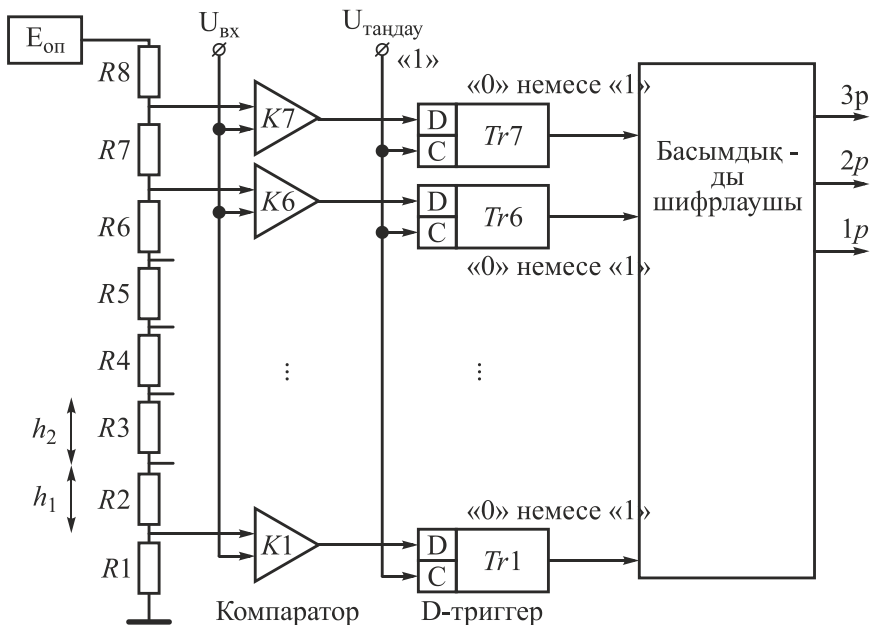 Eоп
Uвх
Uтаңдау
«1»
R8
R7
R6
R5
R4
R3
R2
R1
h2
h1
K7
K6
K1
«0» немесе «1»
D
C
Tr7
D
C
Tr6
«0» немесе «1»
«0» немесе «1»
D
C
Tr1
Басымдық -
ды
шифрлаушы
3р
2p
1p
Компаратор
D-триггер